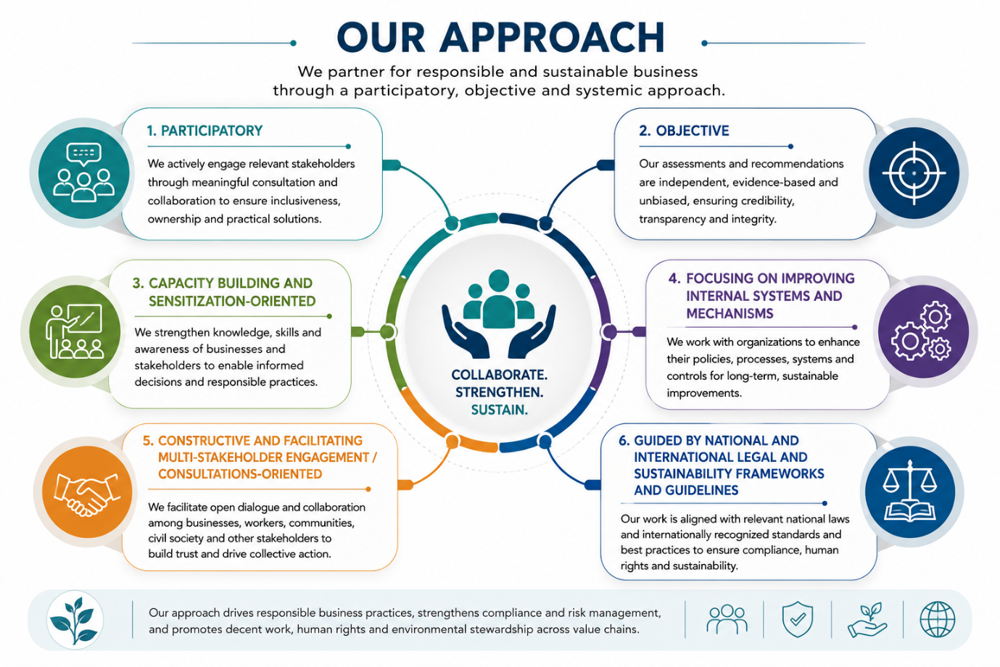 OUR APPROACH
We partner for responsible and sustainable business
through a participatory, objective and systemic approach.
1. PARTICIPATORY
We actively engage relevant stakeholders
through meaningful consultation and
collaboration to ensure inclusiveness,
ownership and practical solutions.
2. OBJECTIVE
Our assessments and recommendations
are independent, evidence-based and
unbiased, ensuring credibility,
transparency and integrity.
3. CAPACITY BUILDING AND
SENSITIZATION-ORIENTED
We strengthen knowledge, skills and
awareness of businesses and
stakeholders to enable informed
decisions and responsible practices.
4. FOCUSING ON IMPROVING
INTERNAL SYSTEMS AND
MECHANISMS
We work with organizations to enhance
their policies, processes, systems and
controls for long-term, sustainable
improvements.
COLLABORATE.
STRENGTHEN.
SUSTAIN.
5. CONSTRUCTIVE AND FACILITATING
MULTI-STAKEHOLDER ENGAGEMENT /
CONSULTATIONS-ORIENTED
We facilitate open dialogue and collaboration
among businesses, workers, communities,
civil society and other stakeholders to
build trust and drive collective action.
6. GUIDED BY NATIONAL AND
INTERNATIONAL LEGAL AND
SUSTAINABILITY FRAMEWORKS
AND GUIDELINES
Our work is aligned with relevant national laws
and internationally recognized standards and
best practices to ensure compliance, human
rights and sustainability.
Our approach drives responsible business practices, strengthens compliance and risk management,
and promotes decent work, human rights and environmental stewardship across value chains.